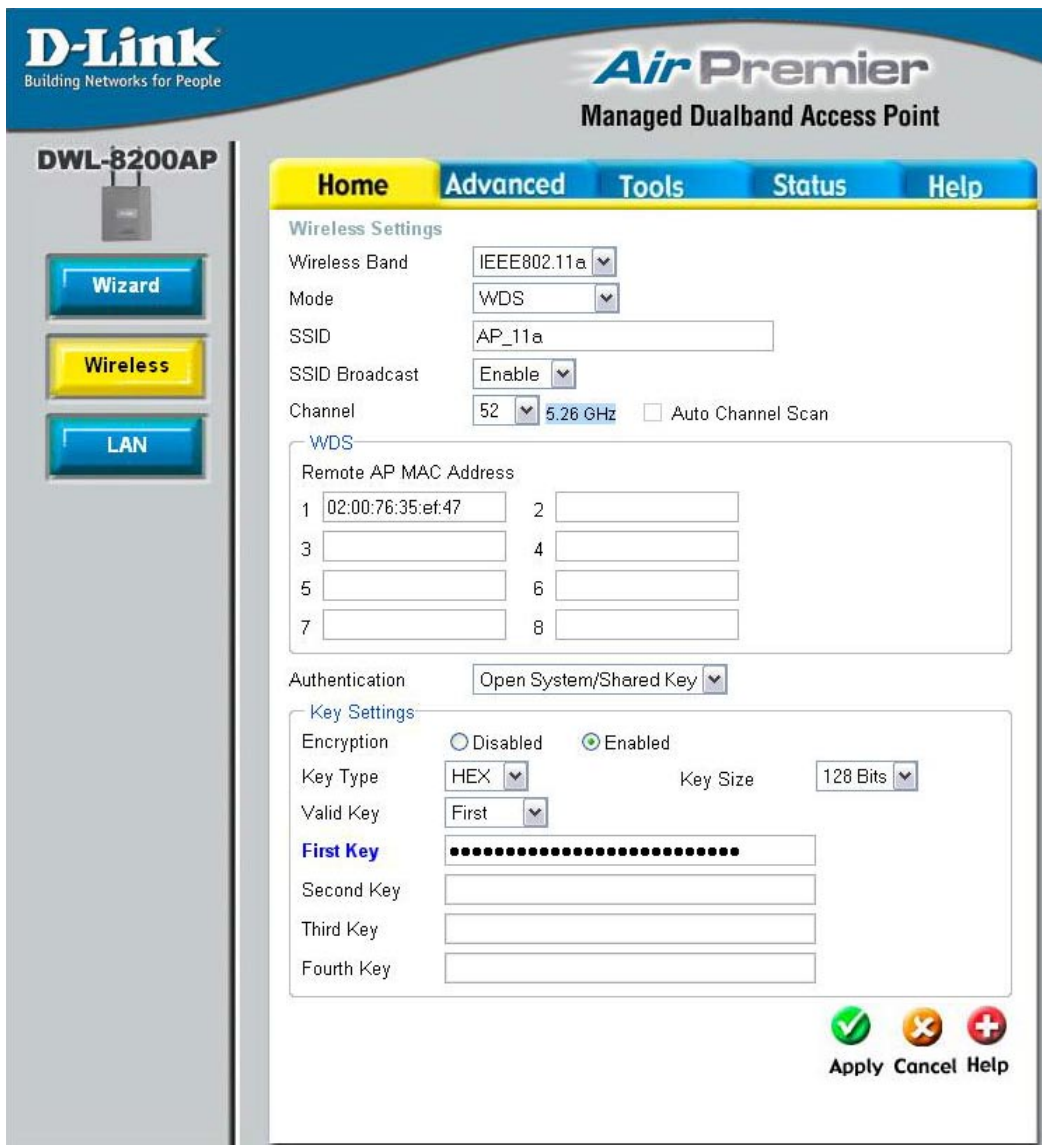 D-Link
Building Networks for People
Air Premier
Managed Dualband Access Point
DWL-8200AP
Home Advanced Tools Status Help
Wizard
Wireless
LAN
Wireless Settings
Wireless Band IEEE802.11a
Mode WDS
SSID AP_11a
SSID Broadcast Enable
Channel 52 5.26 GHz Auto Channel Scan
WDS
Remote AP MAC Address
1 02:00:76:35:ef:47 2
3 4
5 6
7 8
Authentication Open System/Shared Key
Key Settings
Encryption Disabled Enabled
Key Type HEX Key Size 128 Bits
Valid Key First
First Key ••••••••••••••••••••••••••
Second Key
Third Key
Fourth Key
Apply Cancel Help